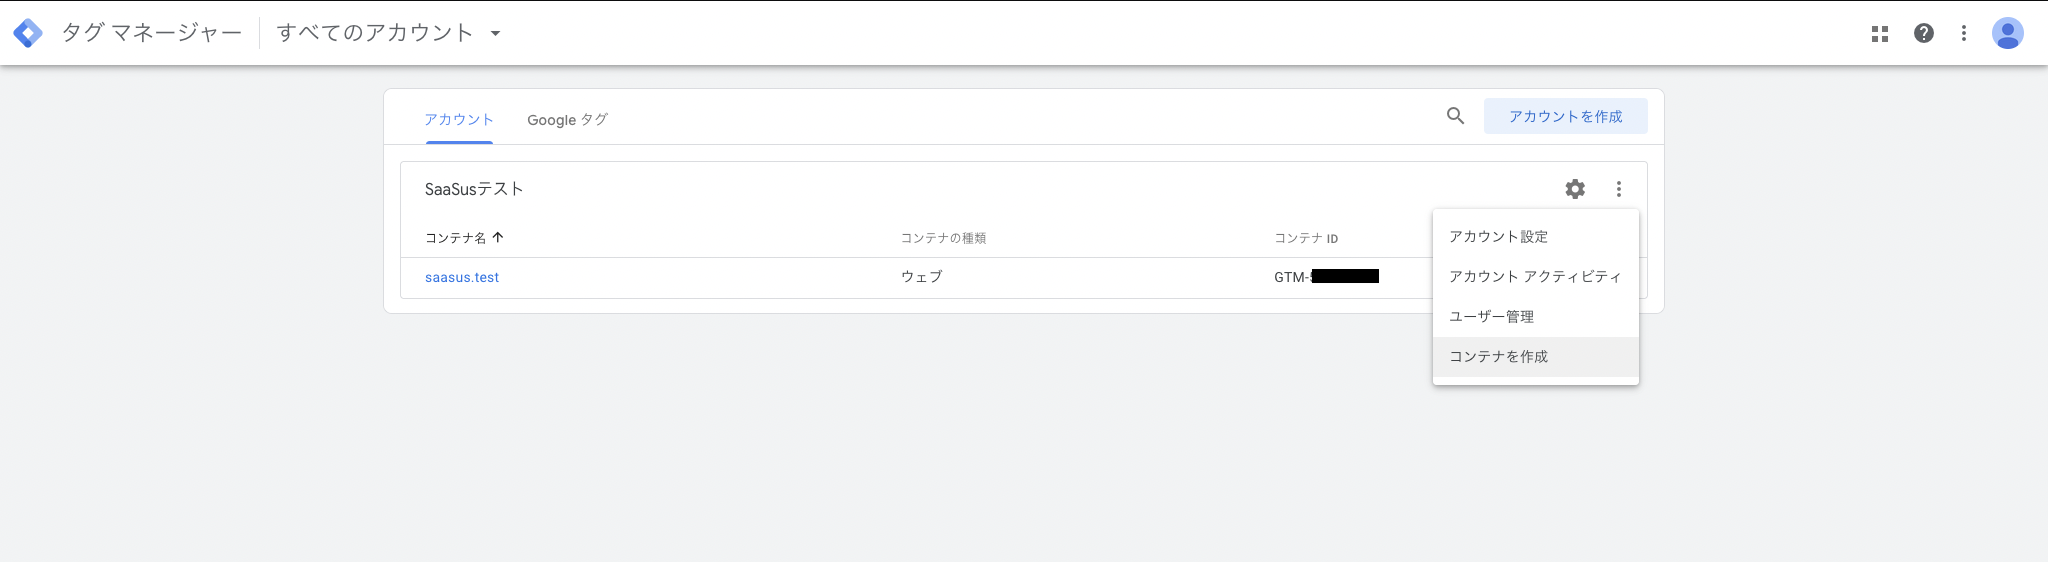 タグ マネージャー すべてのアカウント
アカウント Google タグ アカウントを作成
SaaSusテスト
コンテナ名 コンテナの種類 コンテナ ID
saasus.test ウェブ GTM-
アカウント設定
アカウント アクティビティ
ユーザー管理
コンテナを作成